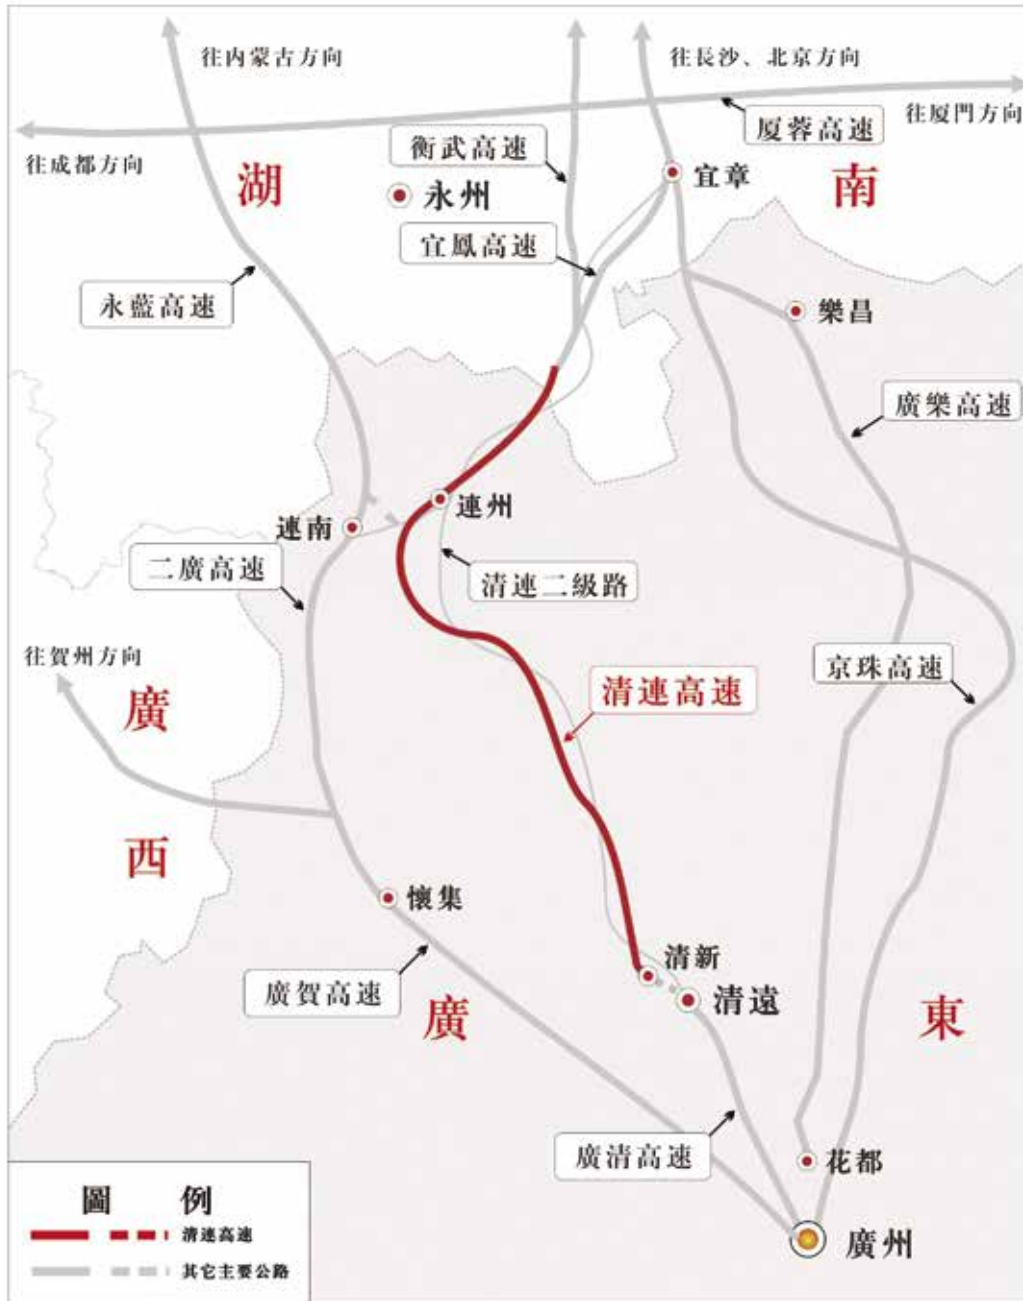 往内蒙古方向
往長沙、北京方向
厦蓉高速
往厦門方向
往成都方向
衡武高速
湖
永州
宜章
南
宜鳳高速
永藍高速
樂昌
廣樂高速
連州
連南
二廣高速
清連二級路
往賀州方向
京珠高速
廣
清連高速
西
懷集
清新
廣賀高速
清遠
廣
東
廣清高速
花都
廣州
圖 例
清連高速
其它主要公路